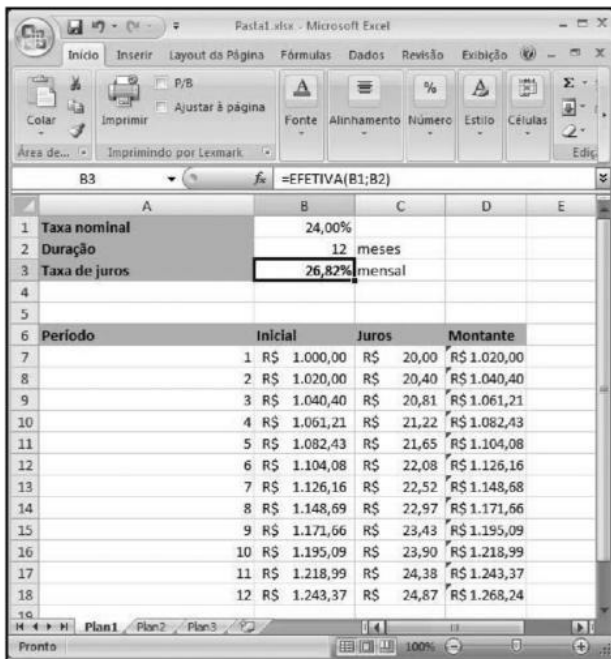 Pasta1.xlsx - Microsoft Excel
Início Inserir Layout da Página Fórmulas Dados Revisão Exibição
Colar
Imprimir
P/B
Ajustar à página
Fonte Alinhamento Número Estilo Células
Σ
Área de... Imprimindo por Lexmark Ediç
B3 fx =EFETIVA(B1;B2)
A B C D E
1 Taxa nominal 24,00%
2 Duração 12 meses
3 Taxa de juros 26,82% mensal
4
5
6 Período Inicial Juros Montante
7 1 R$ 1.000,00 R$ 20,00 R$ 1.020,00
8 2 R$ 1.020,00 R$ 20,40 R$ 1.040,40
9 3 R$ 1.040,40 R$ 20,81 R$ 1.061,21
10 4 R$ 1.061,21 R$ 21,22 R$ 1.082,43
11 5 R$ 1.082,43 R$ 21,65 R$ 1.104,08
12 6 R$ 1.104,08 R$ 22,08 R$ 1.126,16
13 7 R$ 1.126,16 R$ 22,52 R$ 1.148,68
14 8 R$ 1.148,69 R$ 22,97 R$ 1.171,66
15 9 R$ 1.171,66 R$ 23,43 R$ 1.195,09
16 10 R$ 1.195,09 R$ 23,90 R$ 1.218,99
17 11 R$ 1.218,99 R$ 24,38 R$ 1.243,37
18 12 R$ 1.243,37 R$ 24,87 R$ 1.268,24
19
Plan1 Plan2 Plan3
Pronto 100%